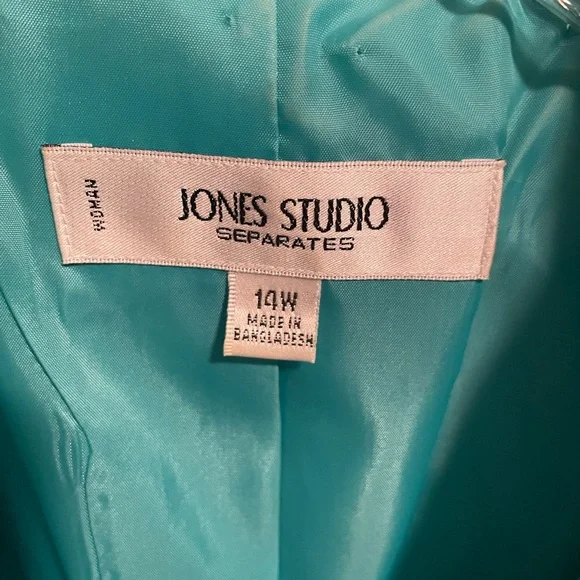 WOMAN
JONES STUDIO
SEPARATES
14W
MADE IN
BANGLADESH